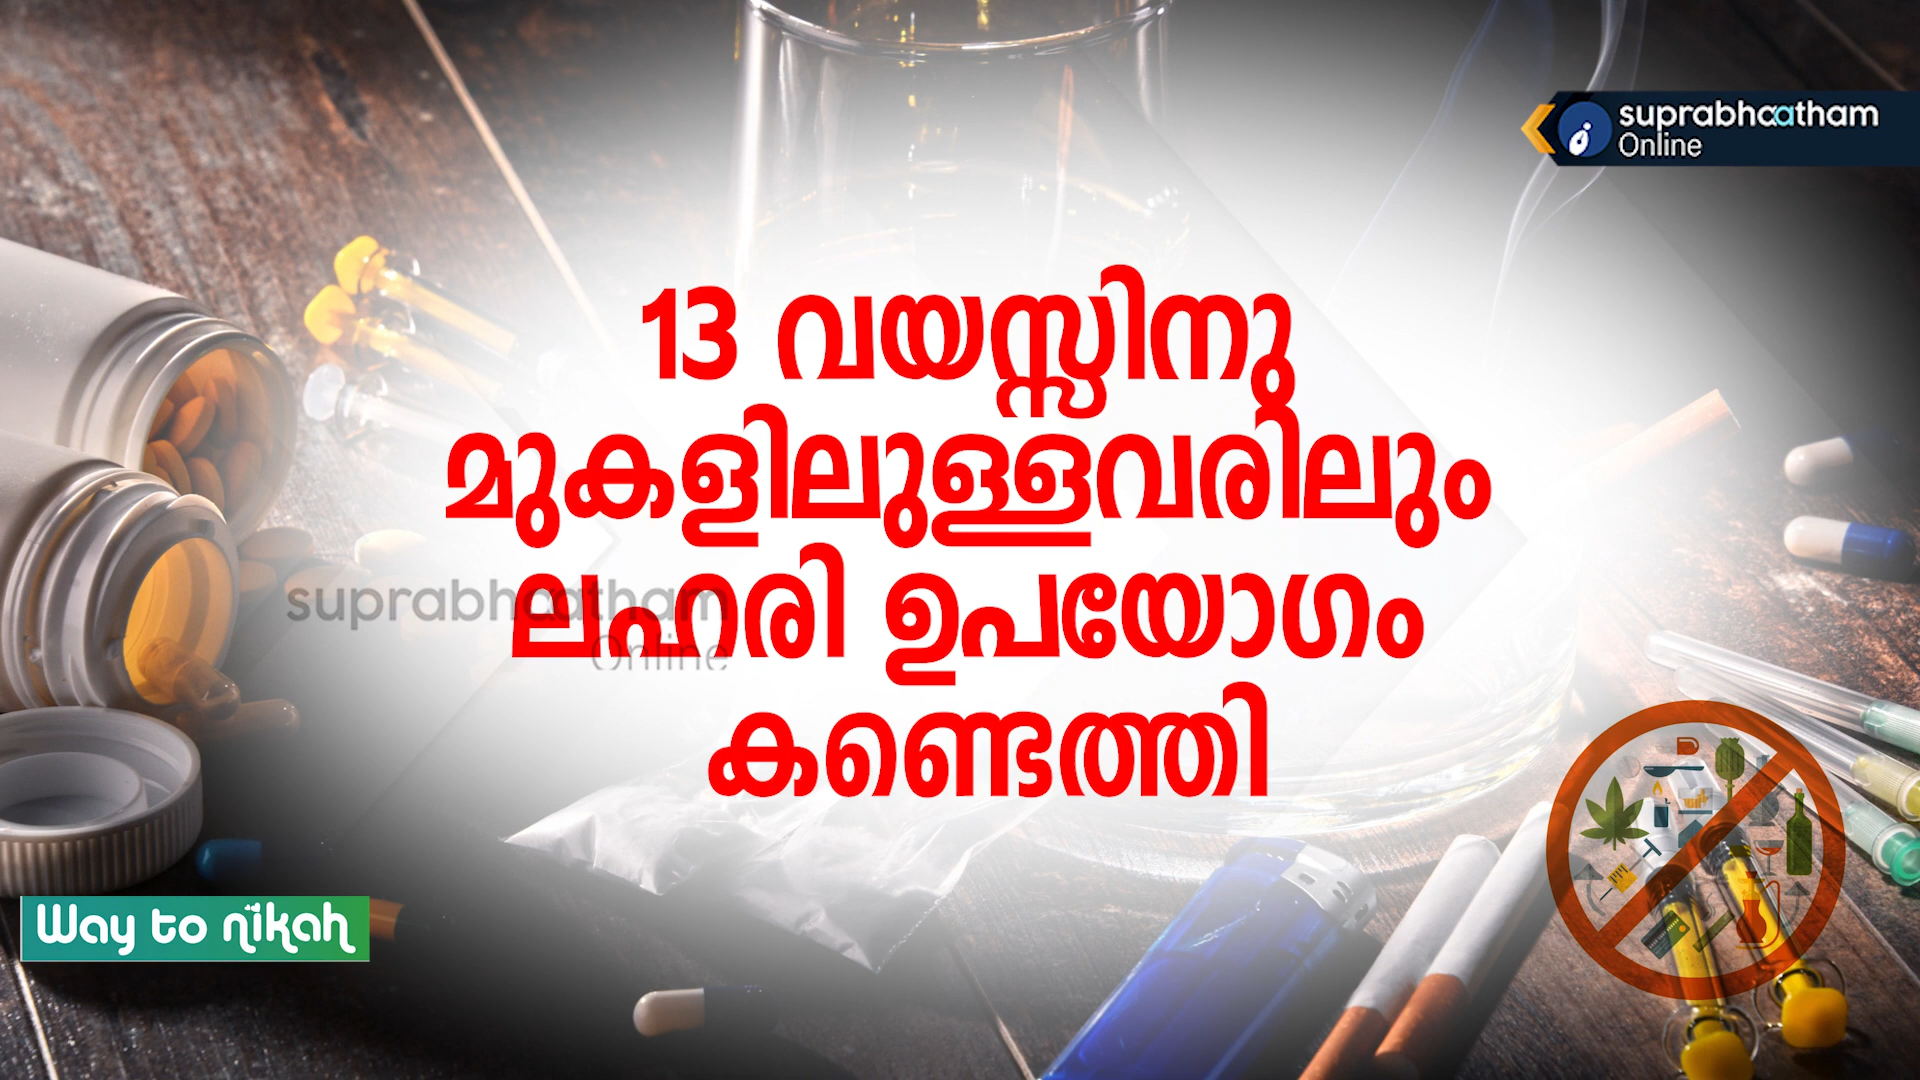 suprabhaatham
Online
13 വയസ്സിനു
മുകളിലുള്ളവരിലും
ലഹരി ഉപയോഗം
കണ്ടെത്തി
suprabhaatham
Online
Way to nikah